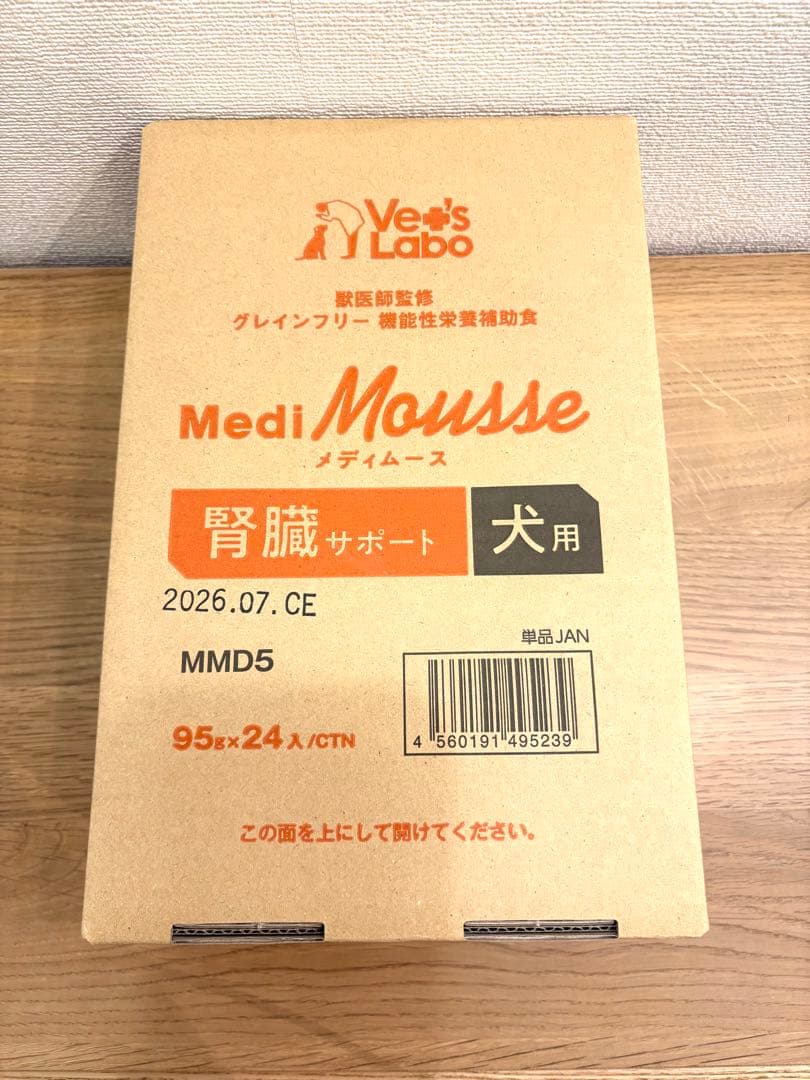 Vet's
Labo
獣医師監修
グレインフリー 機能性栄養補助食
Medi Mousse
メディムース
腎臓サポート 犬用
2026.07.CE
単品JAN
MMD5
4 560191 495239
95g×24入/CTN
この面を上にして開けてください。